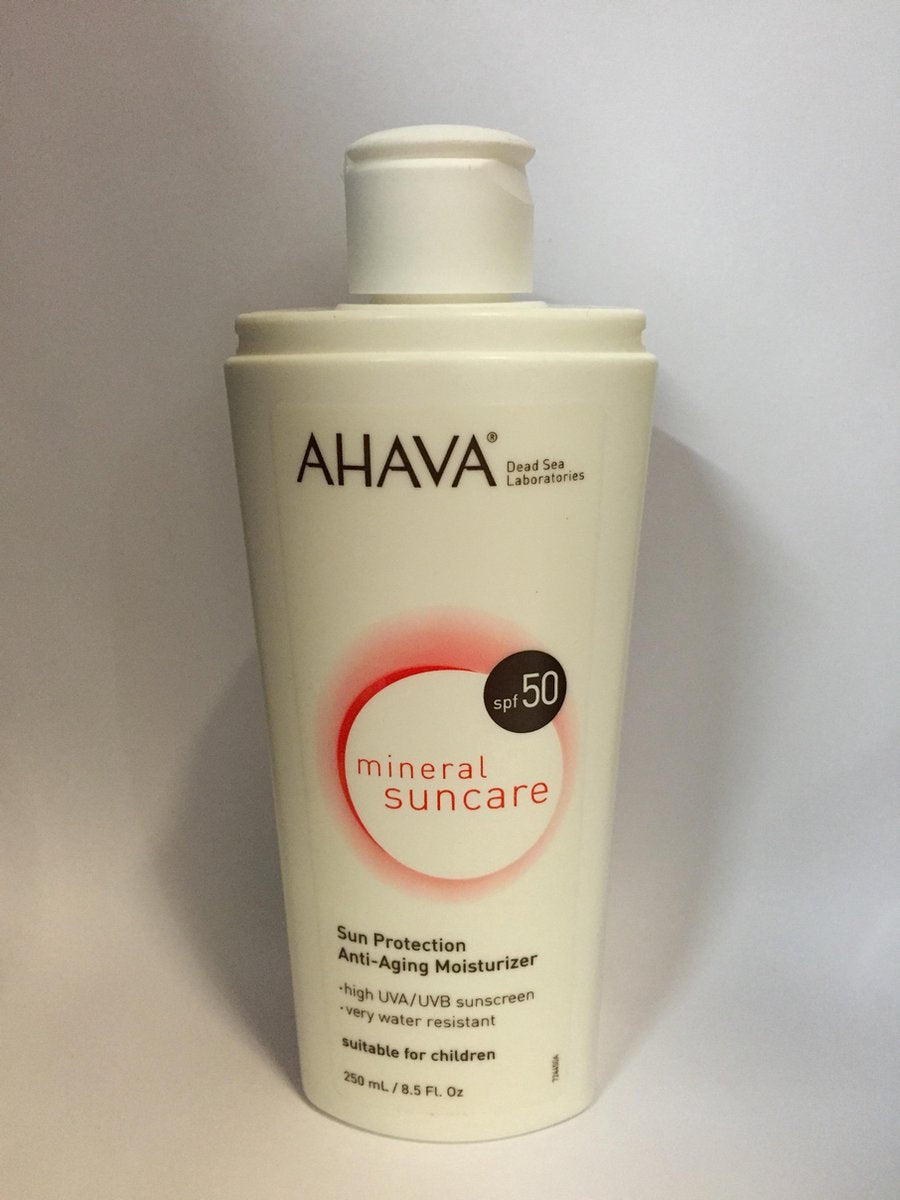 AHAVA®
Dead Sea
Laboratories
spf 50
mineral
suncare
Sun Protection
Anti-Aging Moisturizer
·high UVA/UVB sunscreen
·very water resistant
suitable for children
250 mL / 8.5 Fl. Oz